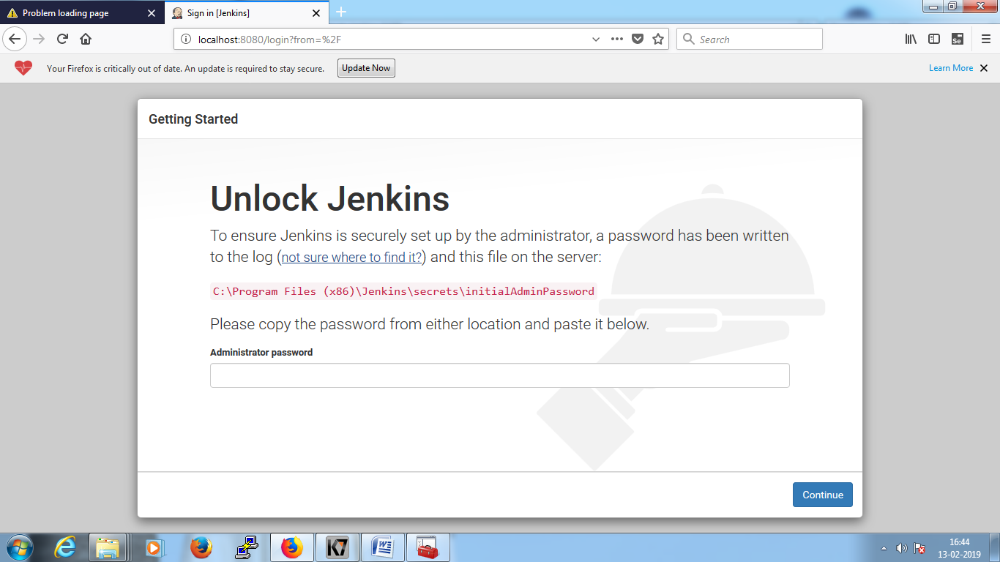 Problem loading page
Sign in [Jenkins]
localhost:8080/login?from=%2F
Search
Se
Your Firefox is critically out of date. An update is required to stay secure.
Update Now
Learn More
Getting Started
Unlock Jenkins
To ensure Jenkins is securely set up by the administrator, a password has been written
to the log (not sure where to find it?) and this file on the server:
C:\Program Files (x86)\Jenkins\secrets\initialAdminPassword
Please copy the password from either location and paste it below.
Administrator password
Continue
K7
W
16:44
13-02-2019